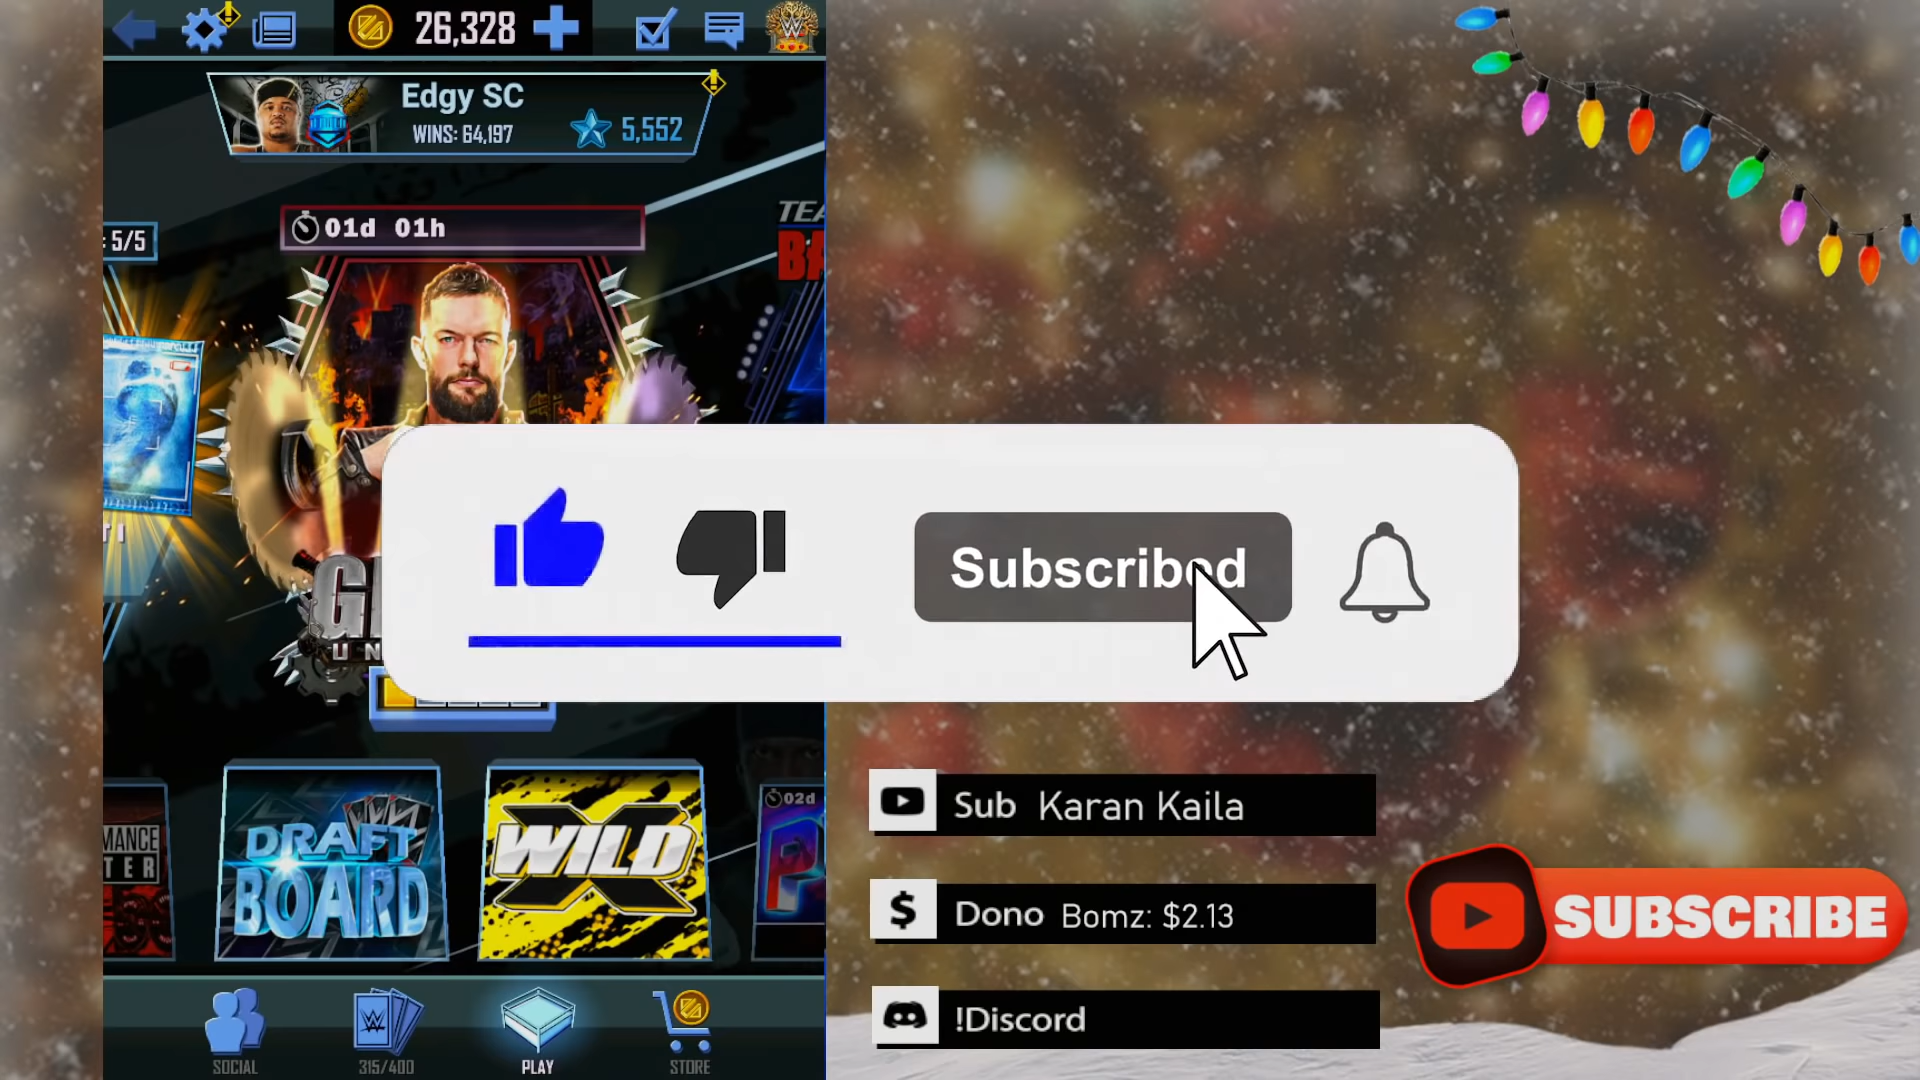 26,328
Edgy SC
WINS: 64,197
5,552
: 5/5
01d 01h
Subscribed
DRAFT
BOARD
WILD
02d
Sub Karan Kaila
Dono Bomz: $2.13
!Discord
SUBSCRIBE
SOCIAL
315/400
PLAY
STORE